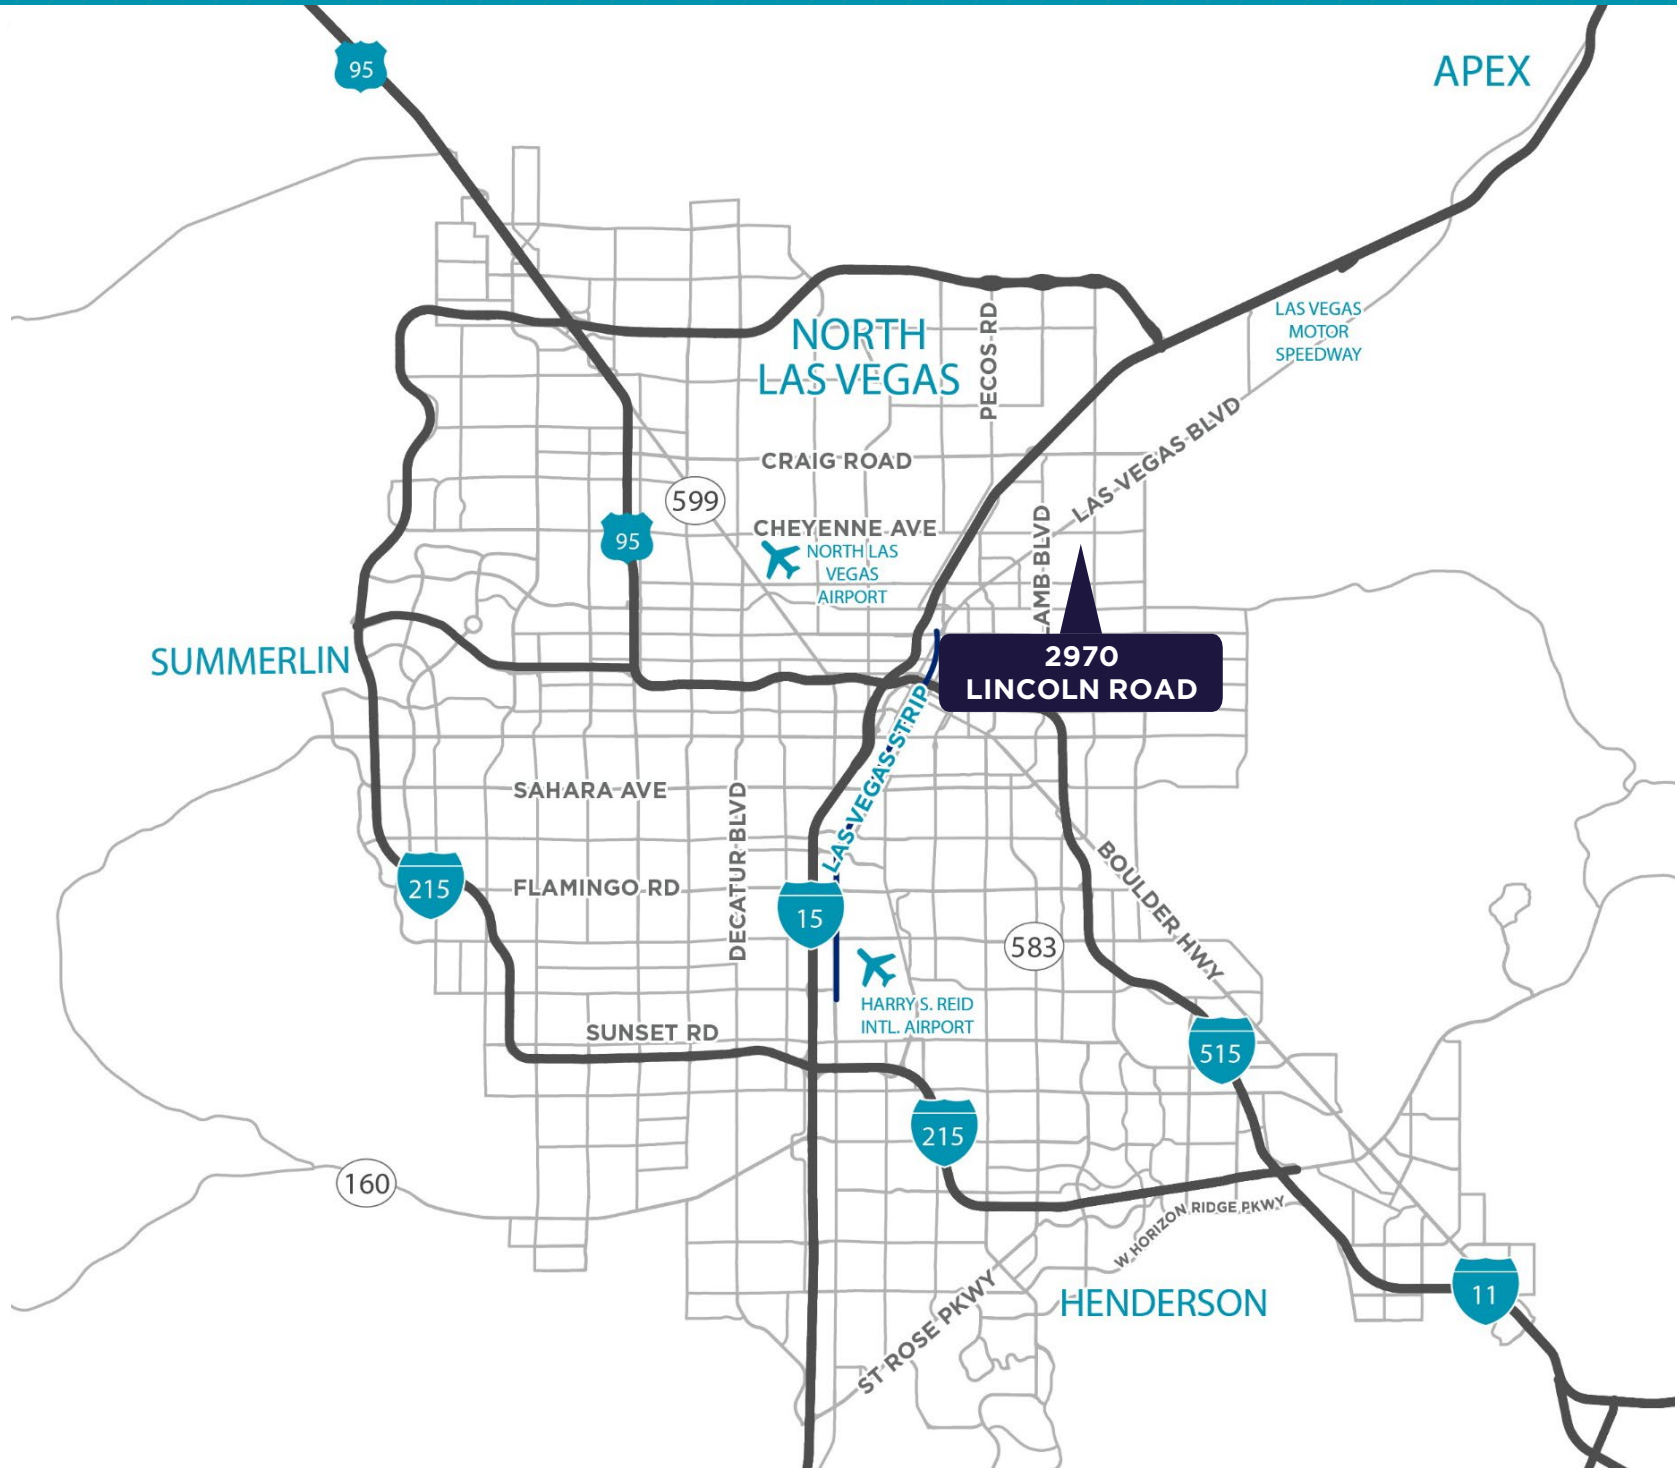 95
APEX
LAS VEGAS
MOTOR
SPEEDWAY
NORTH
LAS VEGAS
PECOS RD
LAS VEGAS BLVD
CRAIG ROAD
599
CHEYENNE AVE
95
NORTH LAS
VEGAS
AIRPORT
LAMB BLVD
SUMMERLIN
2970
LINCOLN ROAD
LAS VEGAS STRIP
SAHARA AVE
DECATUR BLVD
BOULDER HWY
215
FLAMINGO RD
15
583
HARRY S. REID
INTL. AIRPORT
SUNSET RD
515
215
160
W HORIZON RIDGE PKWY
ST ROSE PKWY
HENDERSON
11